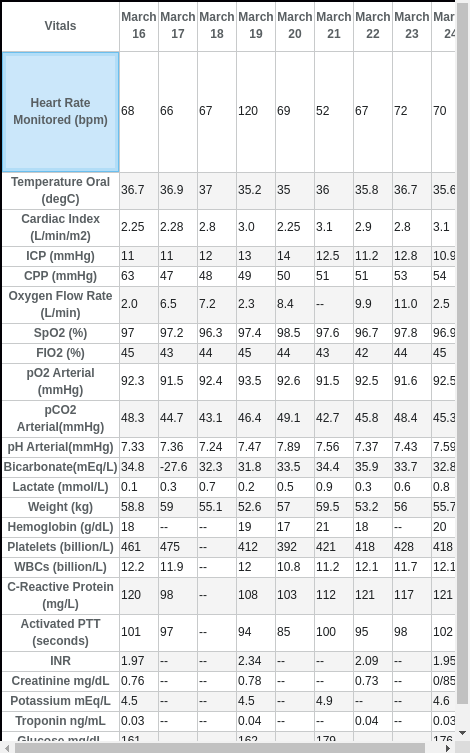 Vitals March 16 March 17 March 18 March 19 March 20 March 21 March 22 March 23 March 24
Heart Rate Monitored (bpm) 68 66 67 120 69 52 67 72 70
Temperature Oral (degC) 36.7 36.9 37 35.2 35 36 35.8 36.7 35.6
Cardiac Index (L/min/m2) 2.25 2.28 2.8 3.0 2.25 3.1 2.9 2.8 3.1
ICP (mmHg) 11 11 12 13 14 12.5 11.2 12.8 10.9
CPP (mmHg) 63 47 48 49 50 51 51 53 54
Oxygen Flow Rate (L/min) 2.0 6.5 7.2 2.3 8.4 -- 9.9 11.0 2.5
SpO2 (%) 97 97.2 96.3 97.4 98.5 97.6 96.7 97.8 96.9
FIO2 (%) 45 43 44 45 44 43 42 44 45
pO2 Arterial (mmHg) 92.3 91.5 92.4 93.5 92.6 91.5 92.5 91.6 92.5
pCO2 Arterial(mmHg) 48.3 44.7 43.1 46.4 49.1 42.7 45.8 48.4 45.3
pH Arterial(mmHg) 7.33 7.36 7.24 7.47 7.89 7.56 7.37 7.43 7.59
Bicarbonate(mEq/L) 34.8 -27.6 32.3 31.8 33.5 34.4 35.9 33.7 32.8
Lactate (mmol/L) 0.1 0.3 0.7 0.2 0.5 0.9 0.3 0.6 0.8
Weight (kg) 58.8 59 55.1 52.6 57 59.5 53.2 56 55.7
Hemoglobin (g/dL) 18 -- -- 19 17 21 18 -- 20
Platelets (billion/L) 461 475 -- 412 392 421 418 428 418
WBCs (billion/L) 12.2 11.9 -- 12 10.8 11.2 12.1 11.7 12.1
C-Reactive Protein (mg/L) 120 98 -- 108 103 112 121 117 121
Activated PTT (seconds) 101 97 -- 94 85 100 95 98 102
INR 1.97 -- -- 2.34 -- -- 2.09 -- 1.95
Creatinine mg/dL 0.76 -- -- 0.78 -- -- 0.73 -- 0/85
Potassium mEq/L 4.5 -- -- 4.5 -- 4.9 -- -- 4.6
Troponin ng/mL 0.03 -- -- 0.04 -- -- 0.04 -- 0.03
Glucose mg/dL 161 -- -- 162 -- 179 -- -- 176